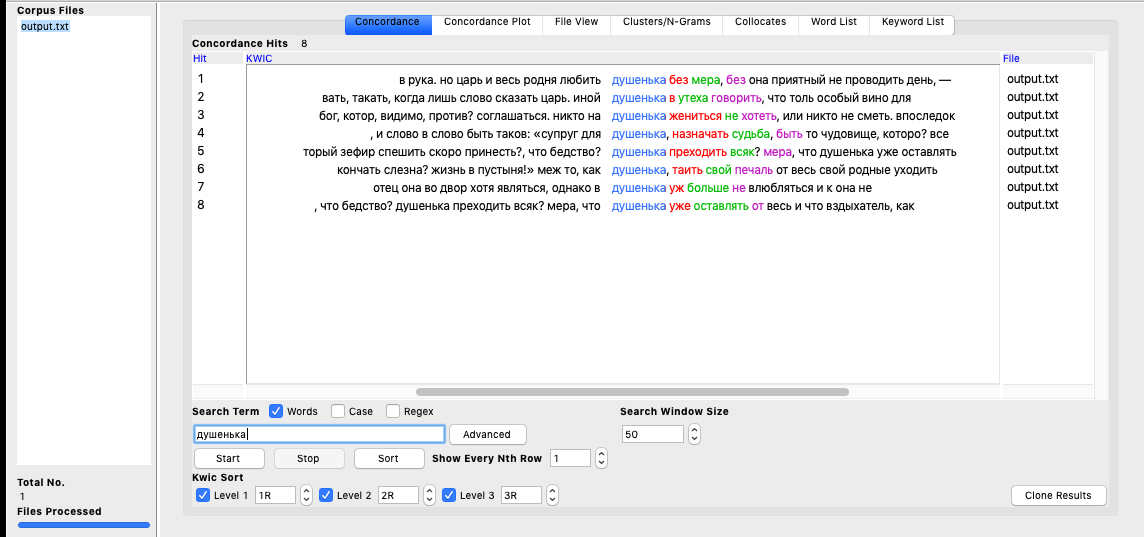 Corpus Files
output.txt
Concordance Concordance Plot File View Clusters/N-Grams Collocates Word List Keyword List
Concordance Hits 8
Hit KWIC File
1 в рука. но царь и весь родня любить душенька без мера, без она приятный не проводить день, — output.txt
2 вать, такать, когда лишь слово сказать царь. иной душенька в утеха говорить, что толь особый вино для output.txt
3 бог, котор, видимо, против? соглашаться. никто на душенька жениться не хотеть, или никто не сметь. впоследок output.txt
4 , и слово в слово быть таков: «супруг для душенька, назначать судьба, быть то чудовище, которо? все output.txt
5 торый зефир спешить скоро принесть?, что бедство? душенька преходить всяк? мера, что душенька уже оставлять output.txt
6 кончать слезна? жизнь в пустыня!» меж то, как душенька, таить свой печаль от весь свой родные уходить output.txt
7 отец она во двор хотя являться, однако в душенька уж больше не влюбляться и к она не output.txt
8 , что бедство? душенька преходить всяк? мера, что душенька уже оставлять от весь и что вздыхатель, как output.txt
Search Term Words Case Regex Search Window Size
душенька Advanced 50
Start Stop Sort Show Every Nth Row 1
Kwic Sort
Level 1 1R Level 2 2R Level 3 3R Clone Results
Total No.
1
Files Processed